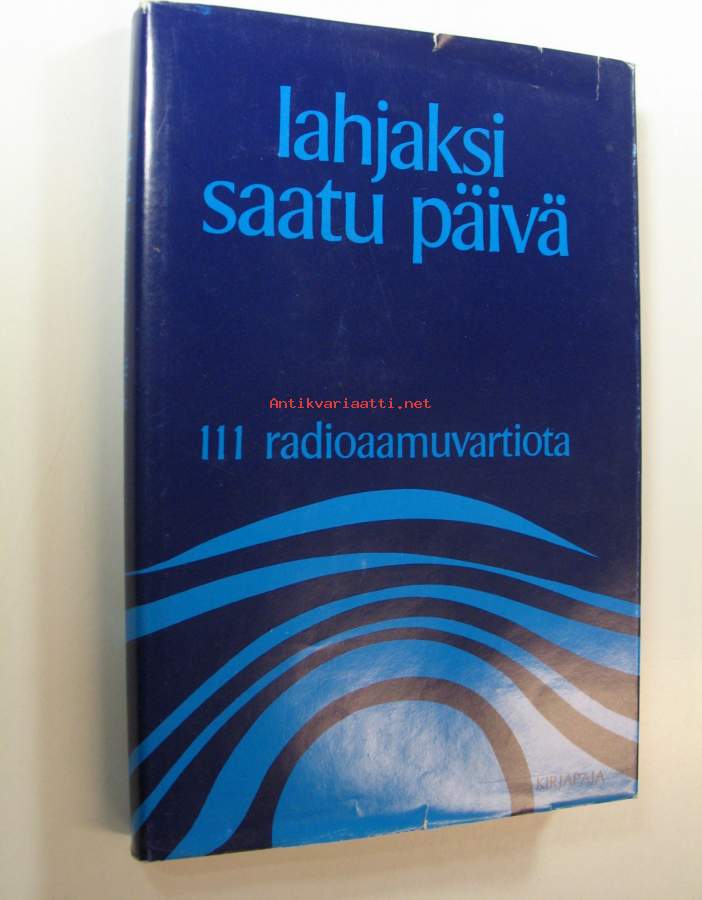 lahjaksi
saatu päivä
Antikvariaatti.net
111 radioaamuvartiota
KIRJAPAJA